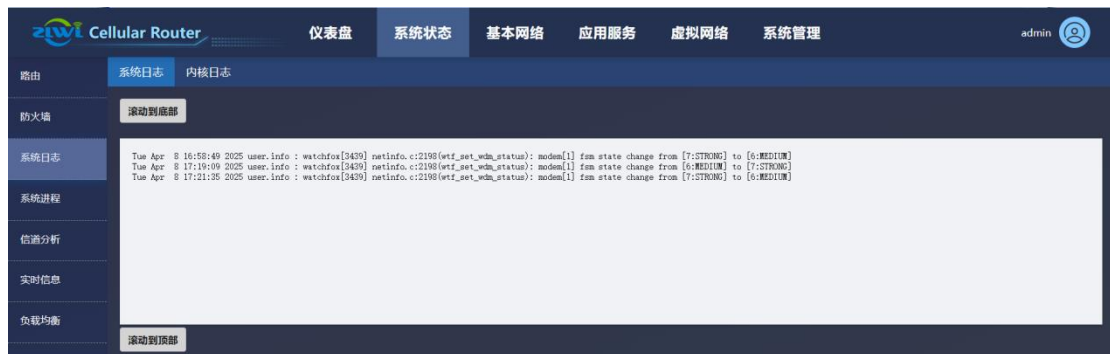 ziwi Cellular Router 仪表盘 系统状态 基本网络 应用服务 虚拟网络 系统管理 admin
路由
系统日志 内核日志
防火墙
滚动到底部
系统日志
Tue Apr 8 16:58:49 2025 user.info : watchfox[3439] netinfo.c:2198(wtf_set_wdm_status): modem[1] fsm state change from [7:STRONG] to [6:MEDIUM]
Tue Apr 8 17:19:09 2025 user.info : watchfox[3439] netinfo.c:2198(wtf_set_wdm_status): modem[1] fsm state change from [6:MEDIUM] to [7:STRONG]
Tue Apr 8 17:21:35 2025 user.info : watchfox[3439] netinfo.c:2198(wtf_set_wdm_status): modem[1] fsm state change from [7:STRONG] to [6:MEDIUM]
系统进程
信道分析
实时信息
负载均衡
滚动到顶部